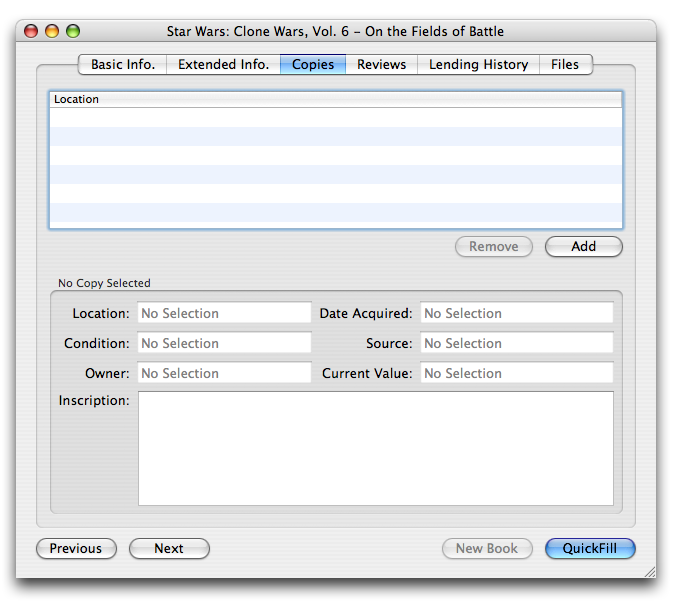 Star Wars: Clone Wars, Vol. 6 – On the Fields of Battle
Basic Info. Extended Info. Copies Reviews Lending History Files
Location
Remove Add
No Copy Selected
Location: No Selection Date Acquired: No Selection
Condition: No Selection Source: No Selection
Owner: No Selection Current Value: No Selection
Inscription:
Previous Next New Book QuickFill